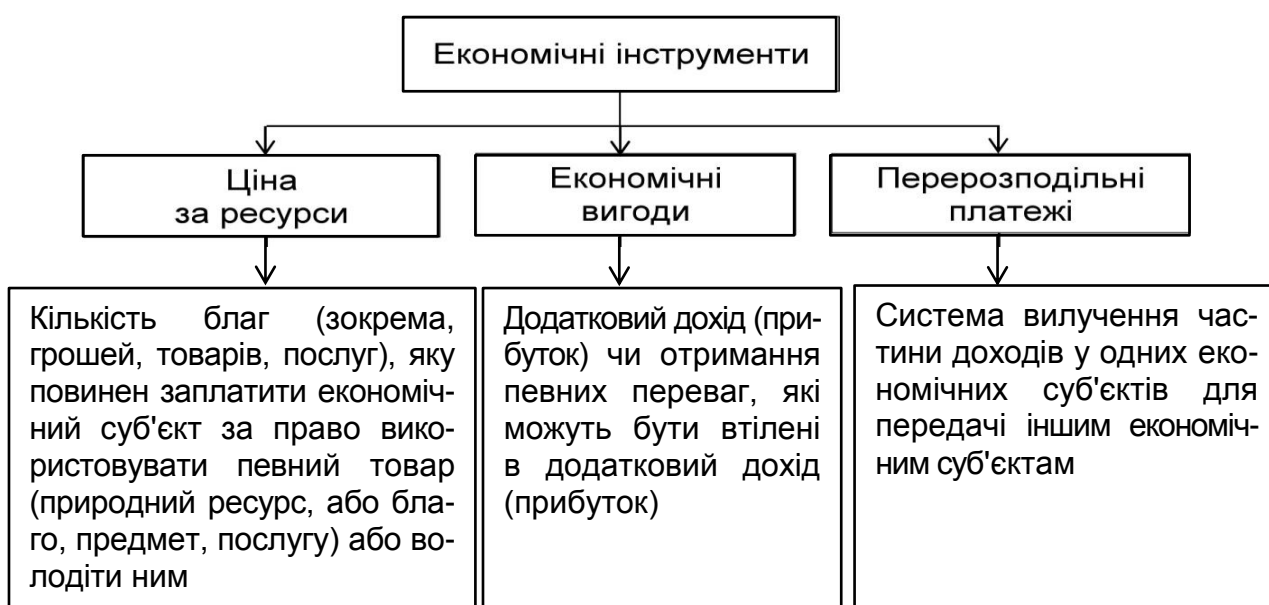 Економічні інструменти
Ціна
за ресурси
Економічні
вигоди
Перерозподільні
платежі
Кількість благ (зокрема,
грошей, товарів, послуг), яку
повинен заплатити економіч-
ний суб'єкт за право вико-
ристовувати певний товар
(природний ресурс, або бла-
го, предмет, послугу) або во-
лодіти ним
Додатковий дохід (при-
буток) чи отримання
певних переваг, які
можуть бути втілені
в додатковий дохід
(прибуток)
Система вилучення час-
тини доходів у одних еко-
номічних суб'єктів для
передачі іншим економіч-
ним суб'єктам